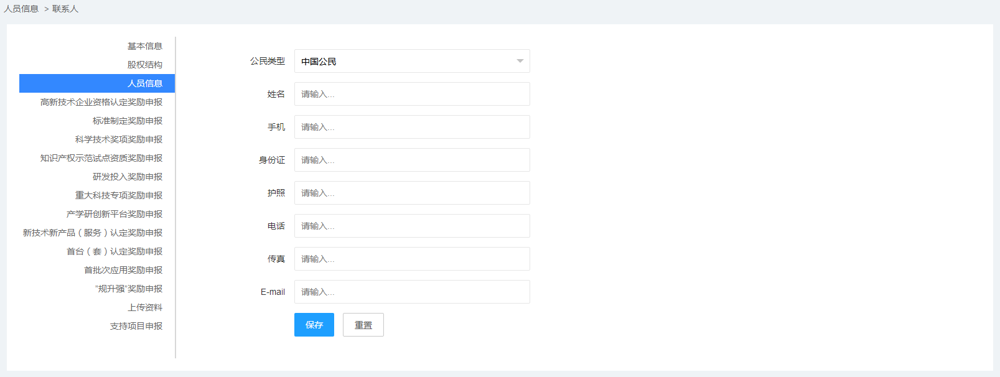 人员信息 > 联系人
基本信息
股权结构
人员信息
高新技术企业资格认定奖励申报
标准制定奖励申报
科学技术奖项奖励申报
知识产权示范试点资质奖励申报
研发投入奖励申报
重大科技专项奖励申报
产学研创新平台奖励申报
新技术新产品（服务）认定奖励申报
首台（套）认定奖励申报
首批次应用奖励申报
"规升强"奖励申报
上传资料
支持项目申报
公民类型 中国公民
姓名 请输入...
手机 请输入...
身份证 请输入...
护照 请输入...
电话 请输入...
传真 请输入...
E-mail 请输入...
保存 重置